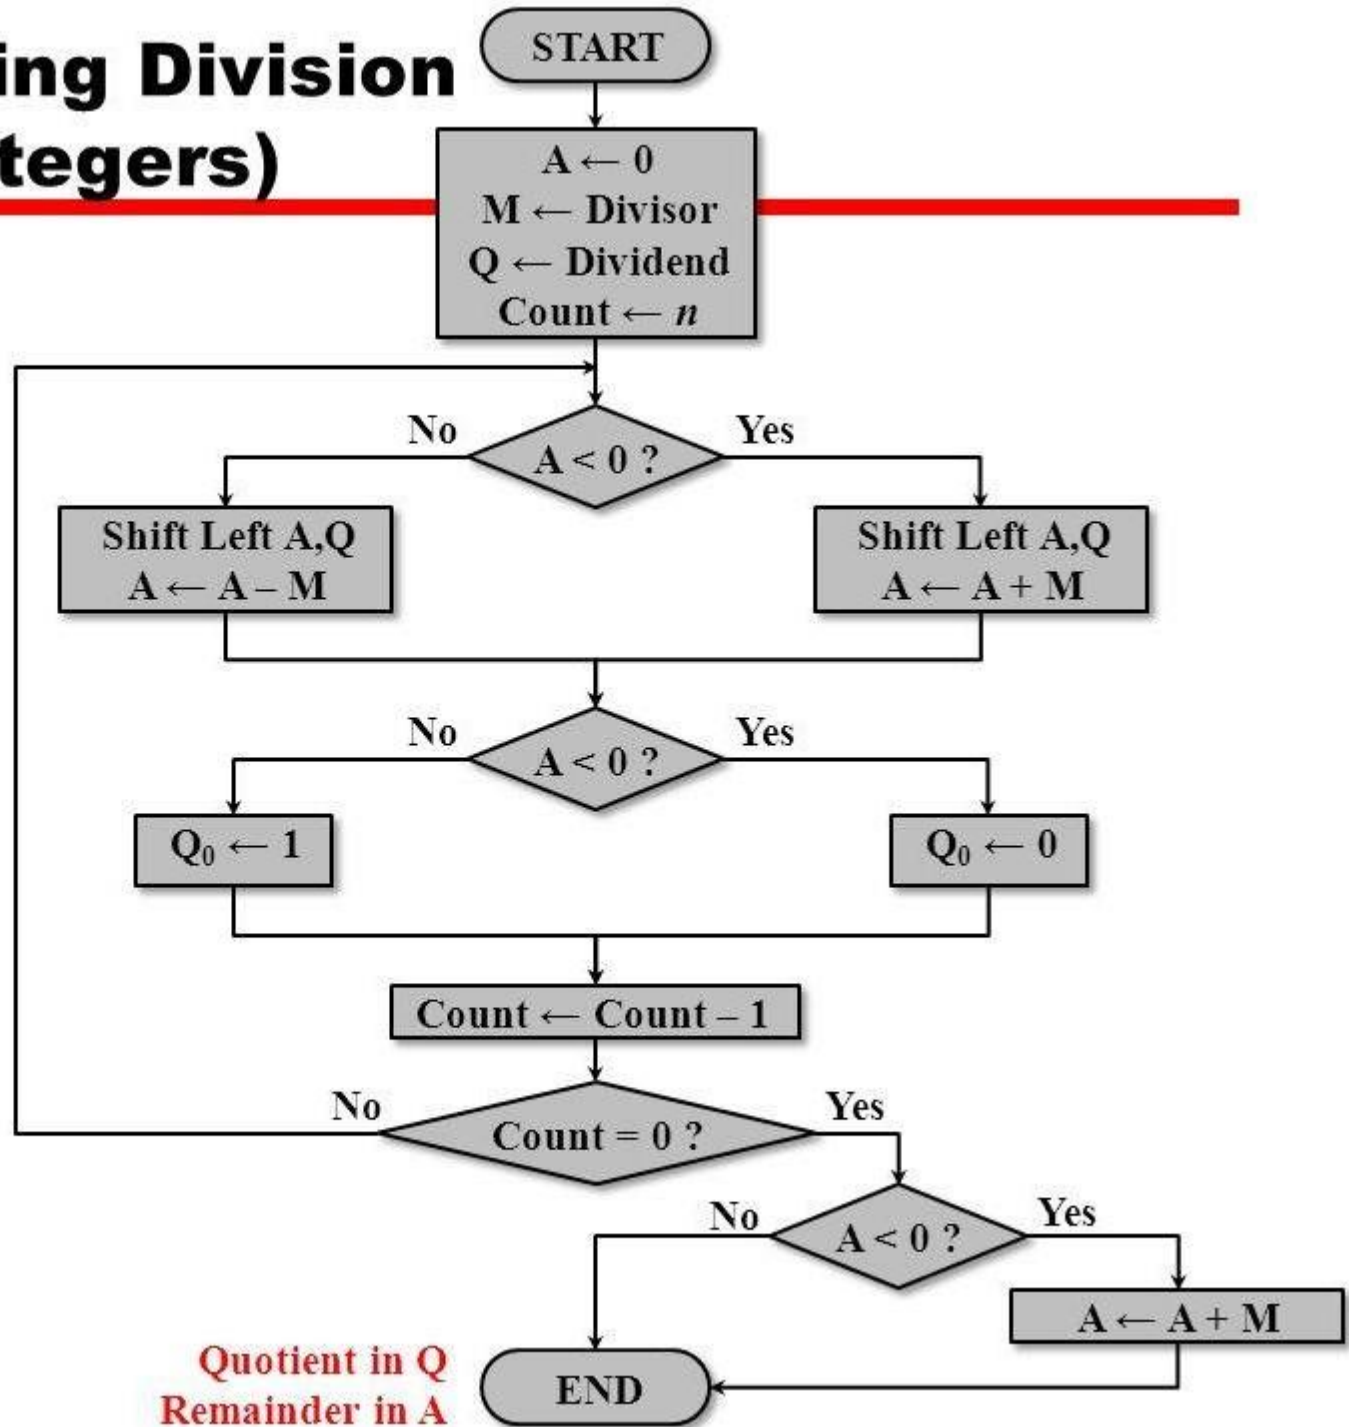 ing Division
tegers)
START
A ← 0
M ← Divisor
Q ← Dividend
Count ← n
No
A < 0 ?
Yes
Shift Left A,Q
A ← A – M
Shift Left A,Q
A ← A + M
No
A < 0 ?
Yes
Q₀ ← 1
Q₀ ← 0
Count ← Count – 1
No
Count = 0 ?
Yes
No
A < 0 ?
Yes
A ← A + M
Quotient in Q
Remainder in A
END